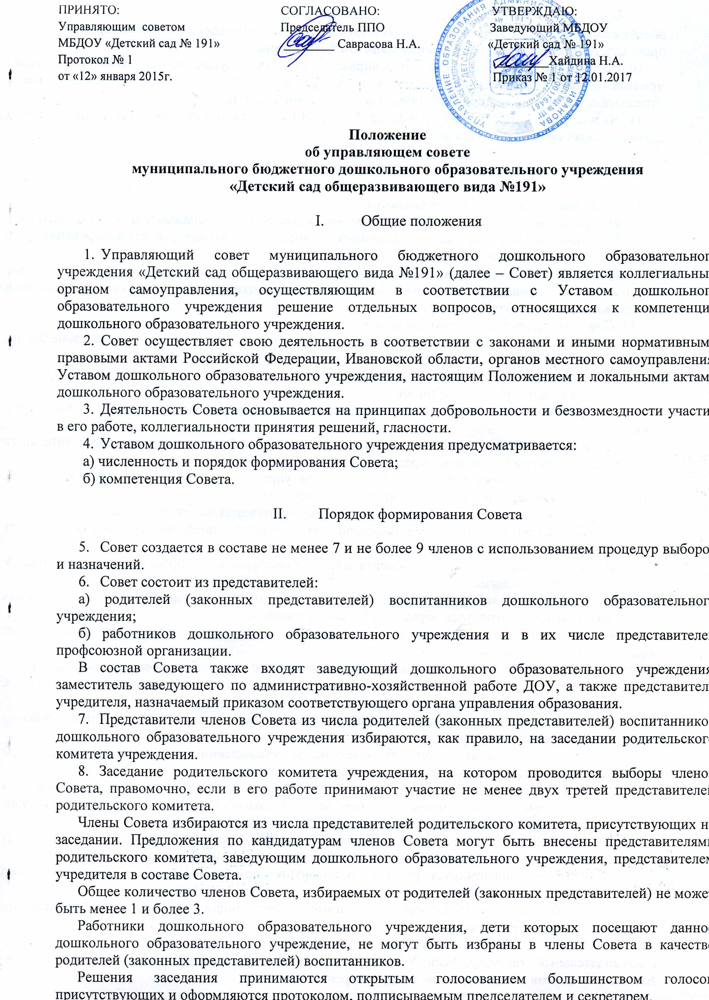 ПРИНЯТО:
Управляющим советом
МБДОУ «Детский сад № 191»
Протокол № 1
от «12» января 2015г.
СОГЛАСОВАНО:
Председатель ППО
Саврасова Н.А.
УТВЕРЖДАЮ:
Заведующий МБДОУ
«Детский сад № 191»
Хайдина Н.А.
Приказ № 1 от 12.01.2017
Положение
об управляющем совете
муниципального бюджетного дошкольного образовательного учреждения
«Детский сад общеразвивающего вида №191»
I. Общие положения
1. Управляющий совет муниципального бюджетного дошкольного образовательног
учреждения «Детский сад общеразвивающего вида №191» (далее – Совет) является коллегиальны
органом самоуправления, осуществляющим в соответствии с Уставом дошкольног
образовательного учреждения решение отдельных вопросов, относящихся к компетенци
дошкольного образовательного учреждения.
2. Совет осуществляет свою деятельность в соответствии с законами и иными нормативным
правовыми актами Российской Федерации, Ивановской области, органов местного самоуправления
Уставом дошкольного образовательного учреждения, настоящим Положением и локальными актам
дошкольного образовательного учреждения.
3. Деятельность Совета основывается на принципах добровольности и безвозмездности участи
в его работе, коллегиальности принятия решений, гласности.
4. Уставом дошкольного образовательного учреждения предусматривается:
а) численность и порядок формирования Совета;
б) компетенция Совета.
II. Порядок формирования Совета
5. Совет создается в составе не менее 7 и не более 9 членов с использованием процедур выборо
и назначений.
6. Совет состоит из представителей:
а) родителей (законных представителей) воспитанников дошкольного образовательног
учреждения;
б) работников дошкольного образовательного учреждения и в их числе представителей
профсоюзной организации.
В состав Совета также входят заведующий дошкольного образовательного учреждения,
заместитель заведующего по административно-хозяйственной работе ДОУ, а также представител
учредителя, назначаемый приказом соответствующего органа управления образования.
7. Представители членов Совета из числа родителей (законных представителей) воспитаннико
дошкольного образовательного учреждения избираются, как правило, на заседании родительског
комитета учреждения.
8. Заседание родительского комитета учреждения, на котором проводится выборы члено
Совета, правомочно, если в его работе принимают участие не менее двух третей представителей
родительского комитета.
Члены Совета избираются из числа представителей родительского комитета, присутствующих н
заседании. Предложения по кандидатурам членов Совета могут быть внесены представителями
родительского комитета, заведующим дошкольного образовательного учреждения, представителем
учредителя в составе Совета.
Общее количество членов Совета, избираемых от родителей (законных представителей) не може
быть менее 1 и более 3.
Работники дошкольного образовательного учреждения, дети которых посещают данно
дошкольного образовательного учреждение, не могут быть избраны в члены Совета в качеств
родителей (законных представителей) воспитанников.
Решения заседания принимаются открытым голосованием большинством голосо
присутствующих и оформляются протоколом, подписываемым председателем и секретарем.